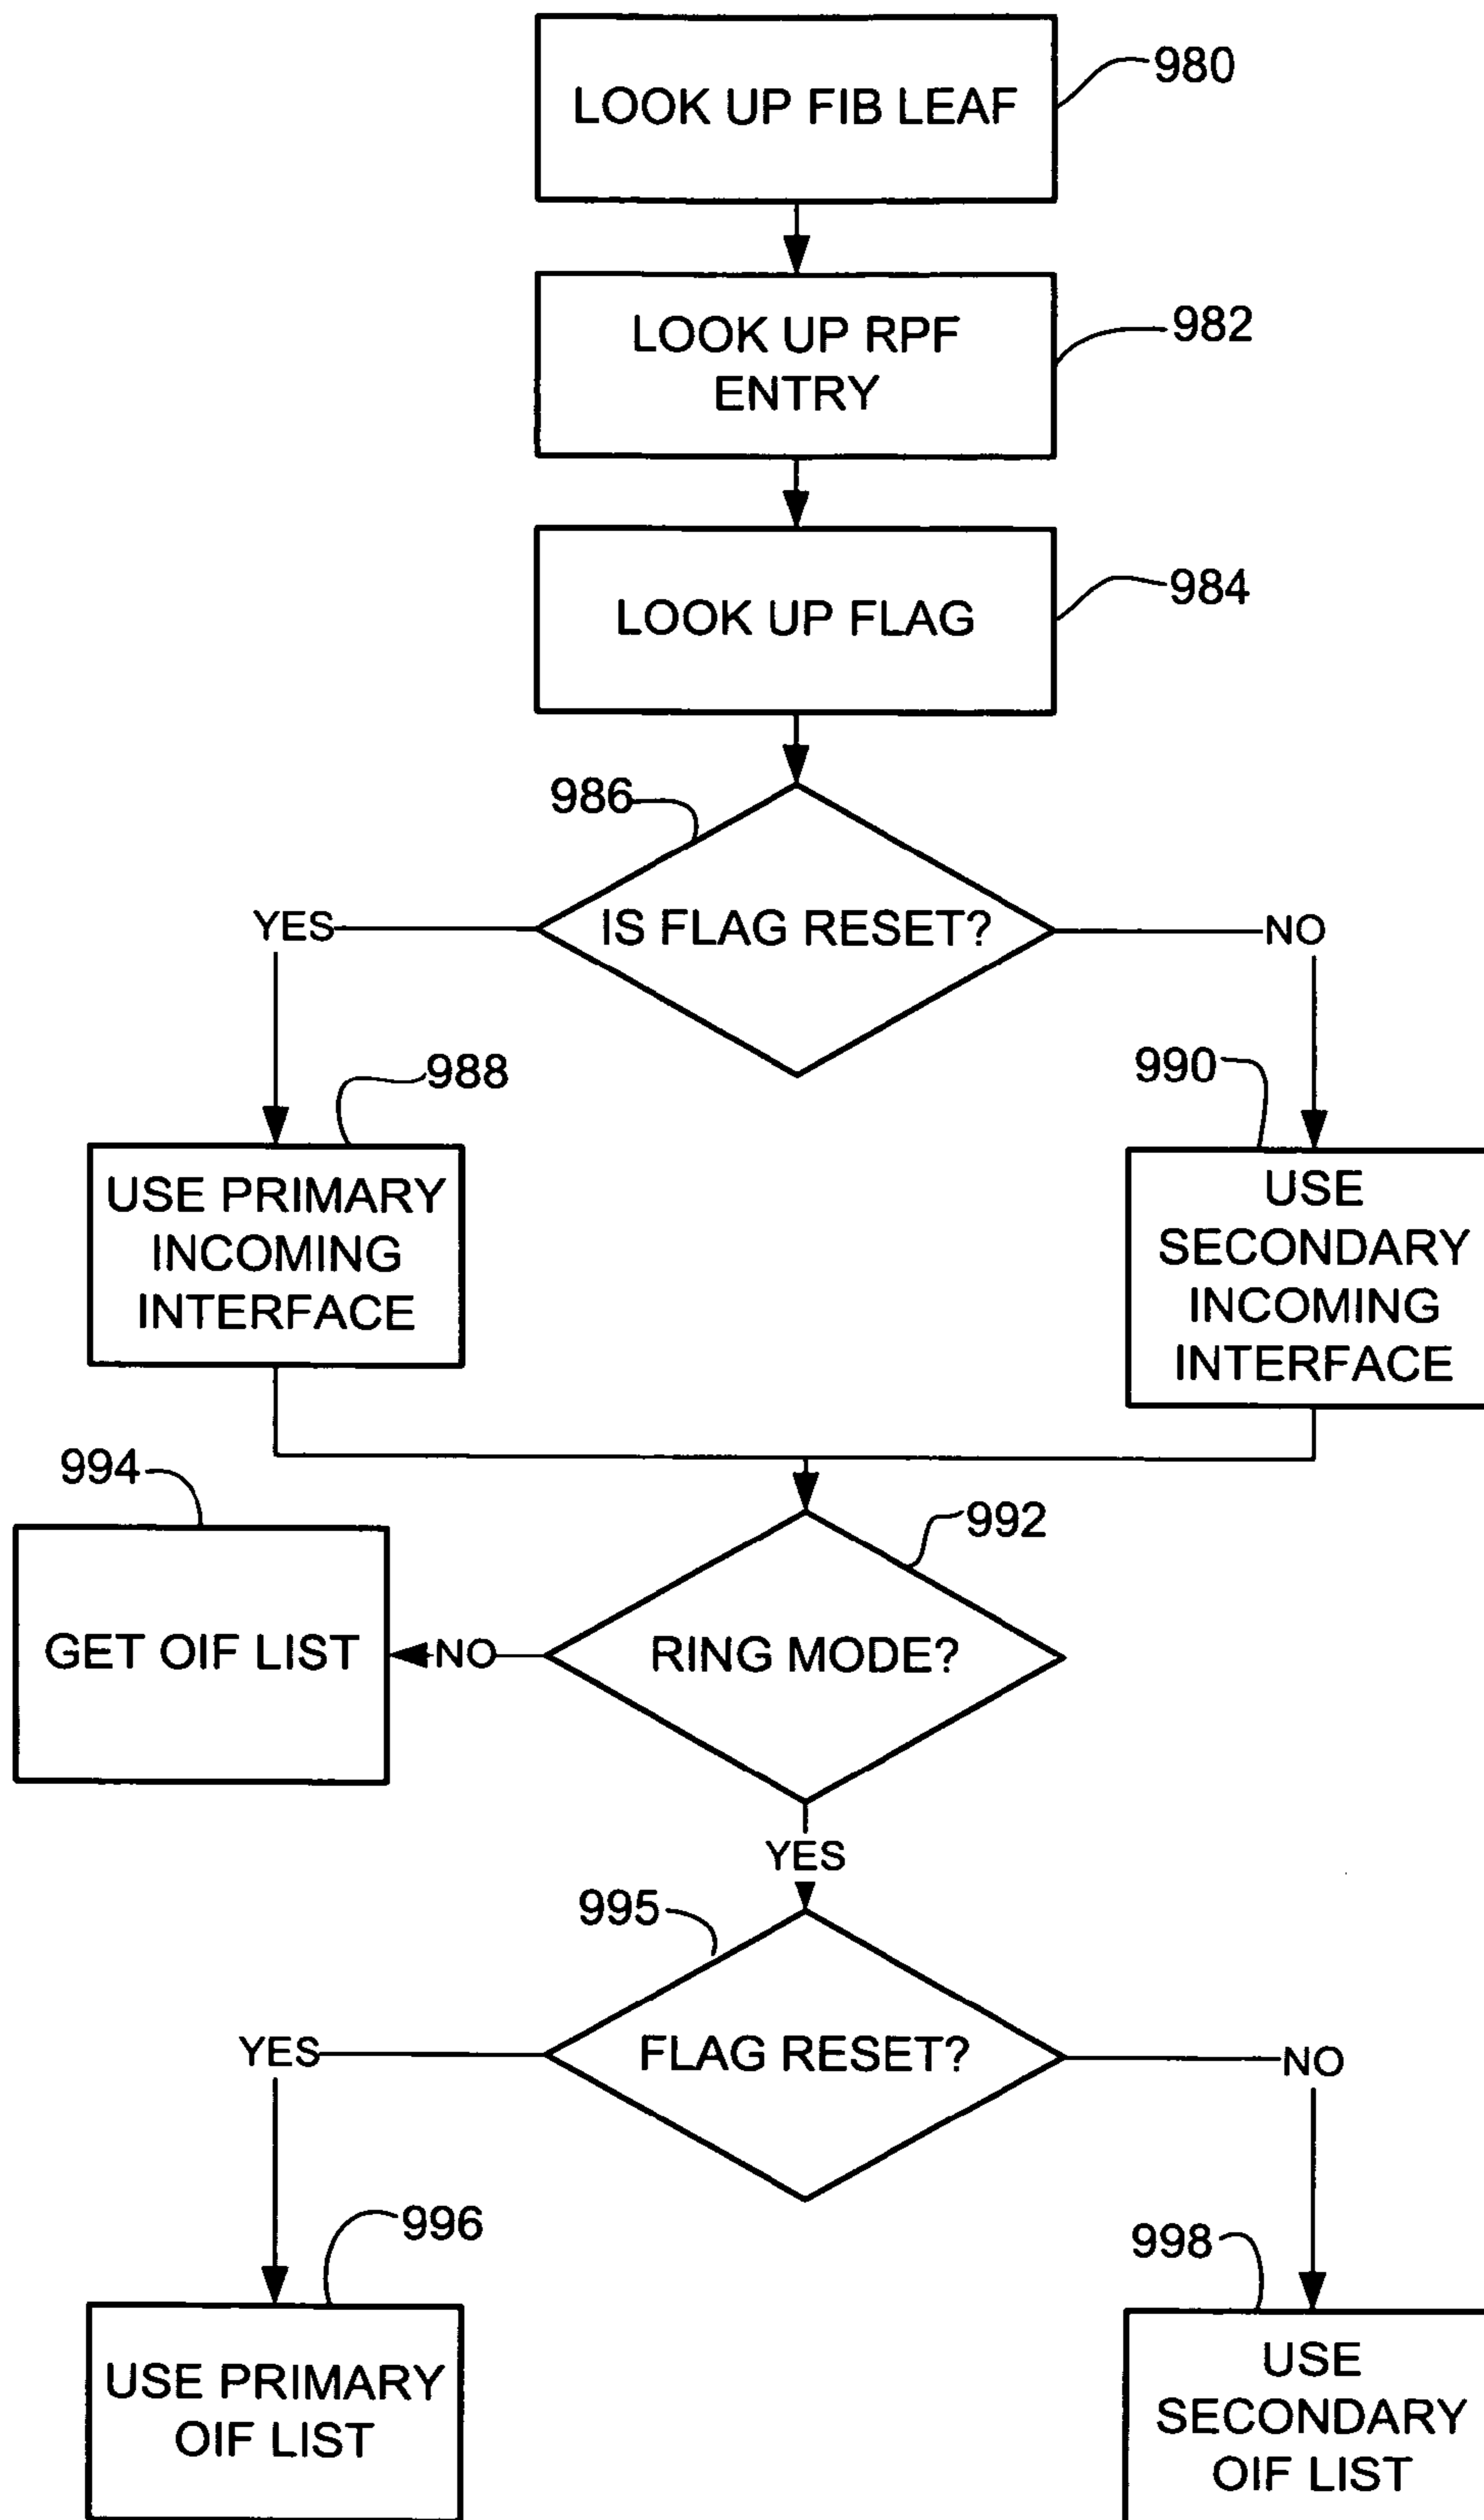 LOOK UP FIB LEAF
980
LOOK UP RPF
ENTRY
982
LOOK UP FLAG
984
986
IS FLAG RESET?
YES
NO
988
990
USE PRIMARY
INCOMING
INTERFACE
USE
SECONDARY
INCOMING
INTERFACE
994
992
GET OIF LIST
NO
RING MODE?
YES
995
FLAG RESET?
YES
NO
996
998
USE PRIMARY
OIF LIST
USE
SECONDARY
OIF LIST